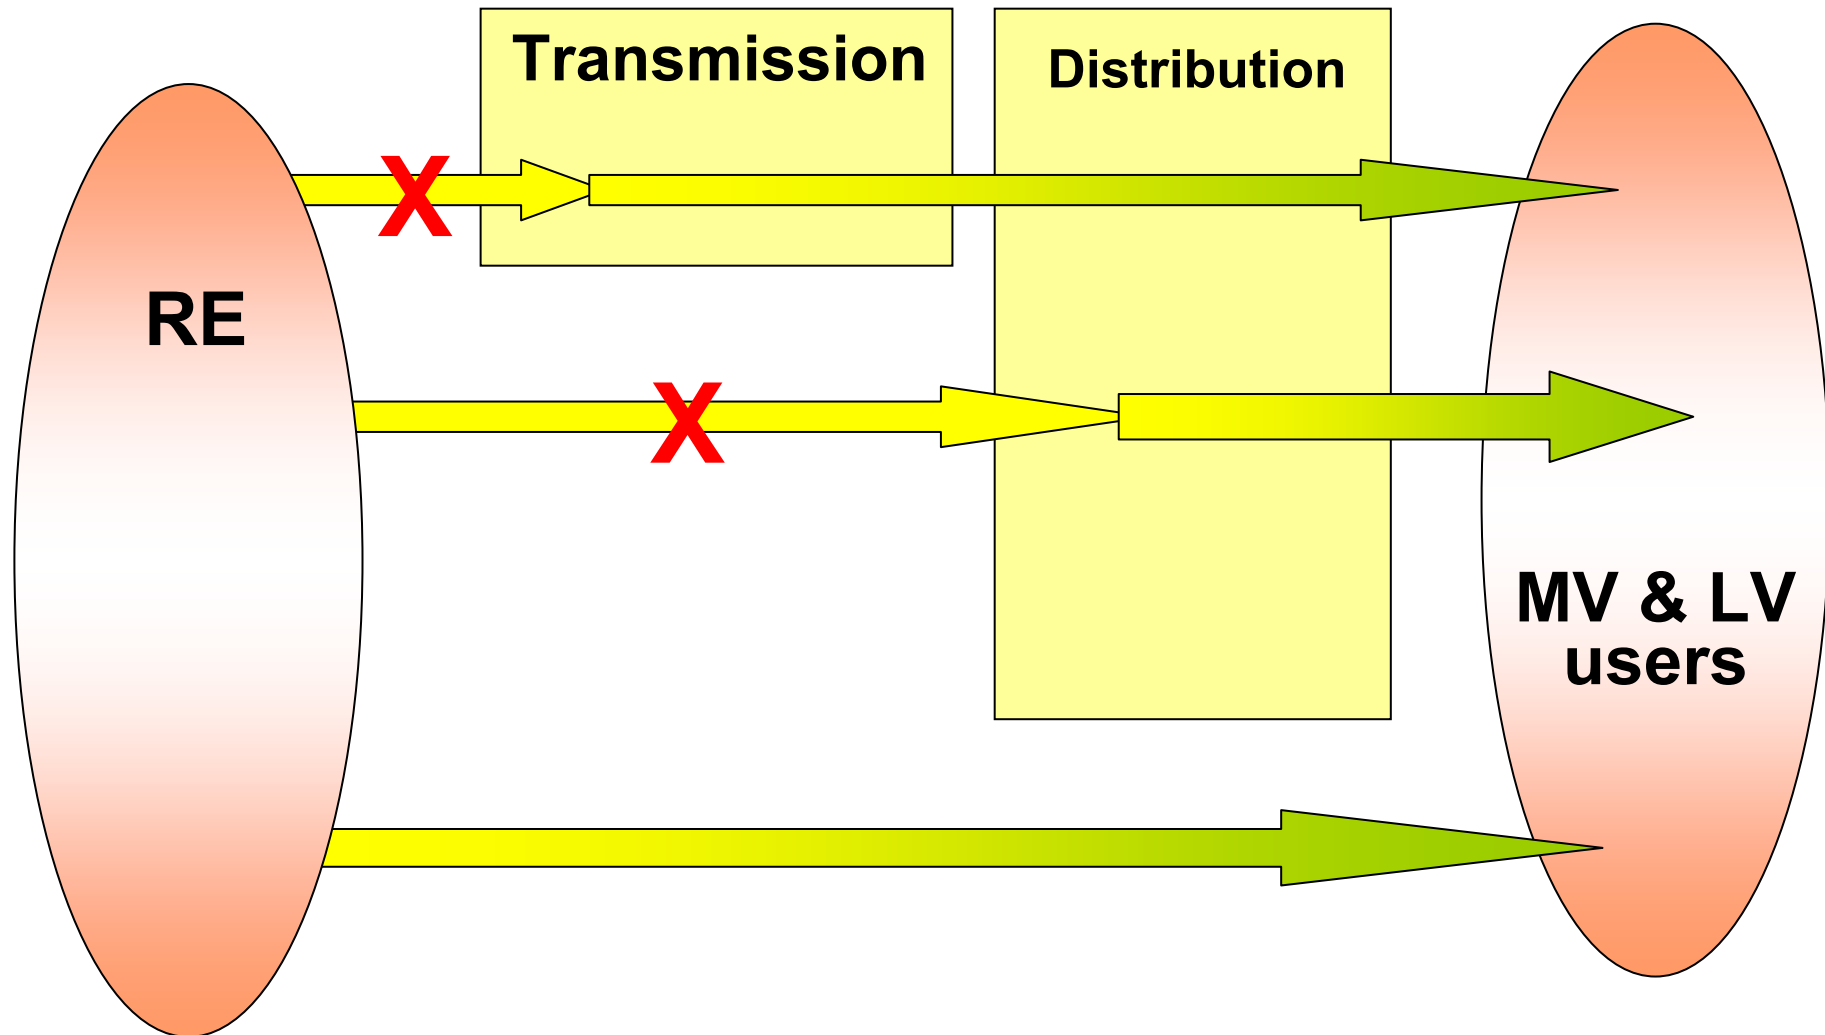 Transmission
Distribution
X
RE
X
MV & LV
users